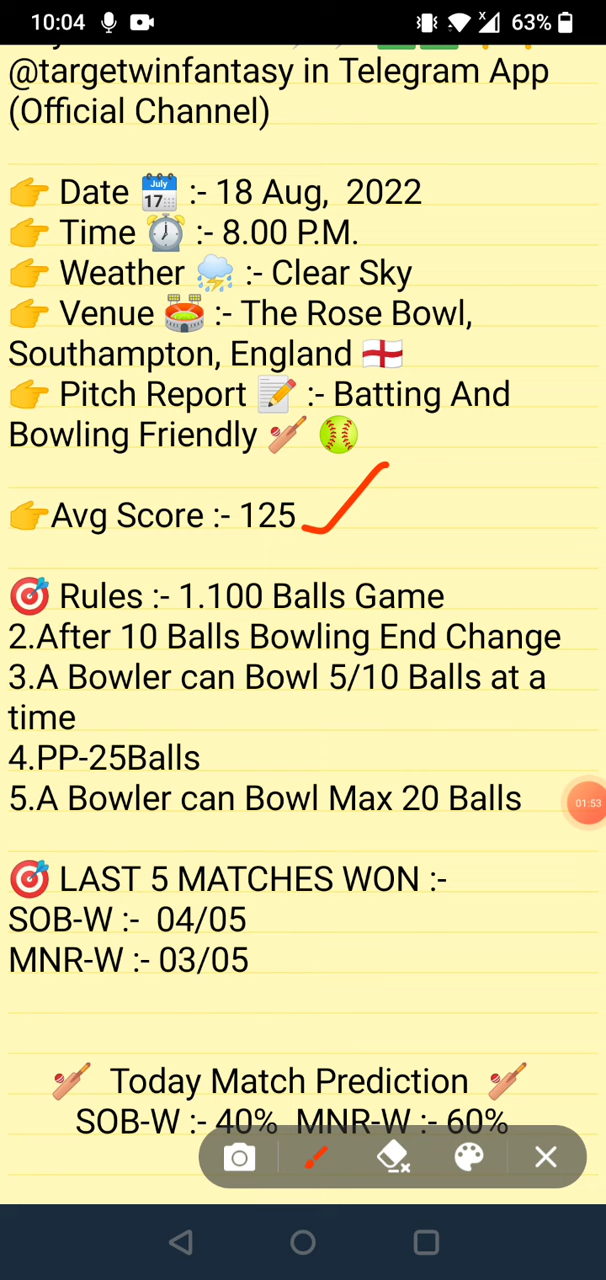 10:04 63%
@targetwinfantasy in Telegram App
(Official Channel)
👉 Date 📅 :- 18 Aug, 2022
👉 Time ⏰ :- 8.00 P.M.
👉 Weather ⛈️ :- Clear Sky
👉 Venue 🏟️ :- The Rose Bowl,
Southampton, England 🏴󠁧󠁢󠁥󠁮󠁧󠁿
👉 Pitch Report 📝 :- Batting And
Bowling Friendly 🏏 🥎
👉Avg Score :- 125
🎯 Rules :- 1.100 Balls Game
2.After 10 Balls Bowling End Change
3.A Bowler can Bowl 5/10 Balls at a
time
4.PP-25Balls
01:53
5.A Bowler can Bowl Max 20 Balls
🎯 LAST 5 MATCHES WON :-
SOB-W :- 04/05
MNR-W :- 03/05
🏏 Today Match Prediction 🏏
SOB-W :- 40% MNR-W :- 60%